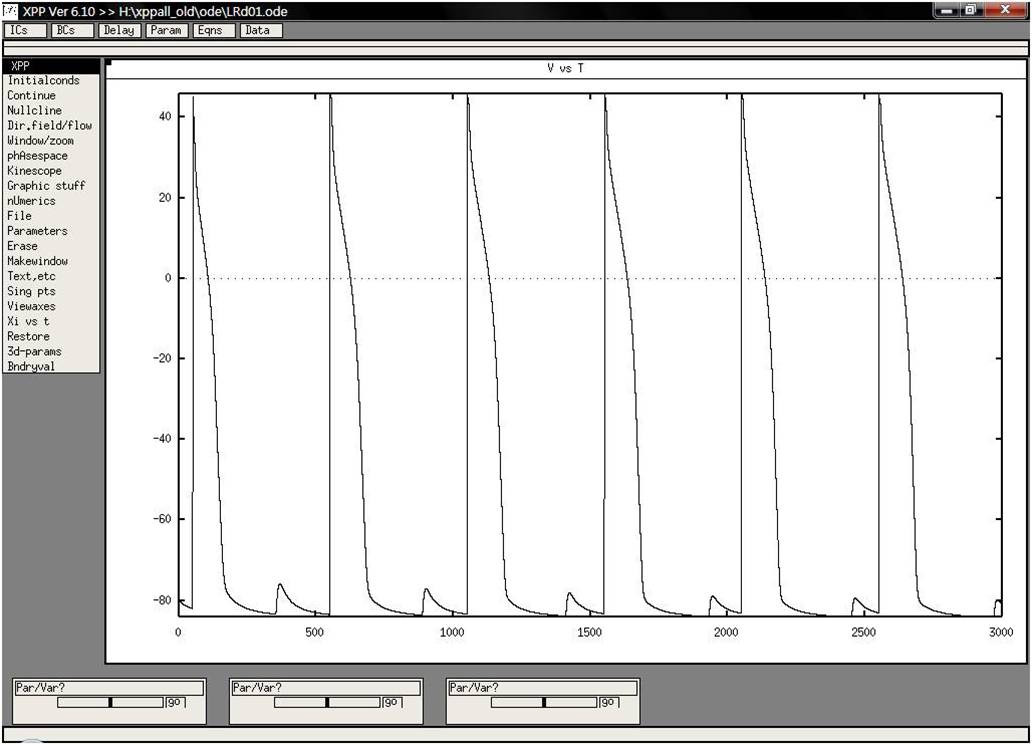 XPP Ver 6.10 >> H:\xppall_old\ode\LRd01.ode
ICs BCs Delay Param Eqns Data
XPP
Initialconds
Continue
Nullcline
Dir.field/flow
Window/zoom
phAsespace
Kinescope
Graphic stuff
nUmerics
File
Parameters
Erase
Makewindow
Text,etc
Sing pts
Viewaxes
Xi vs t
Restore
3d-params
Bndryval
V vs T
40
20
0
-20
-40
-60
-80
0 500 1000 1500 2000 2500 3000
Par/Var? Par/Var? Par/Var?
go go go